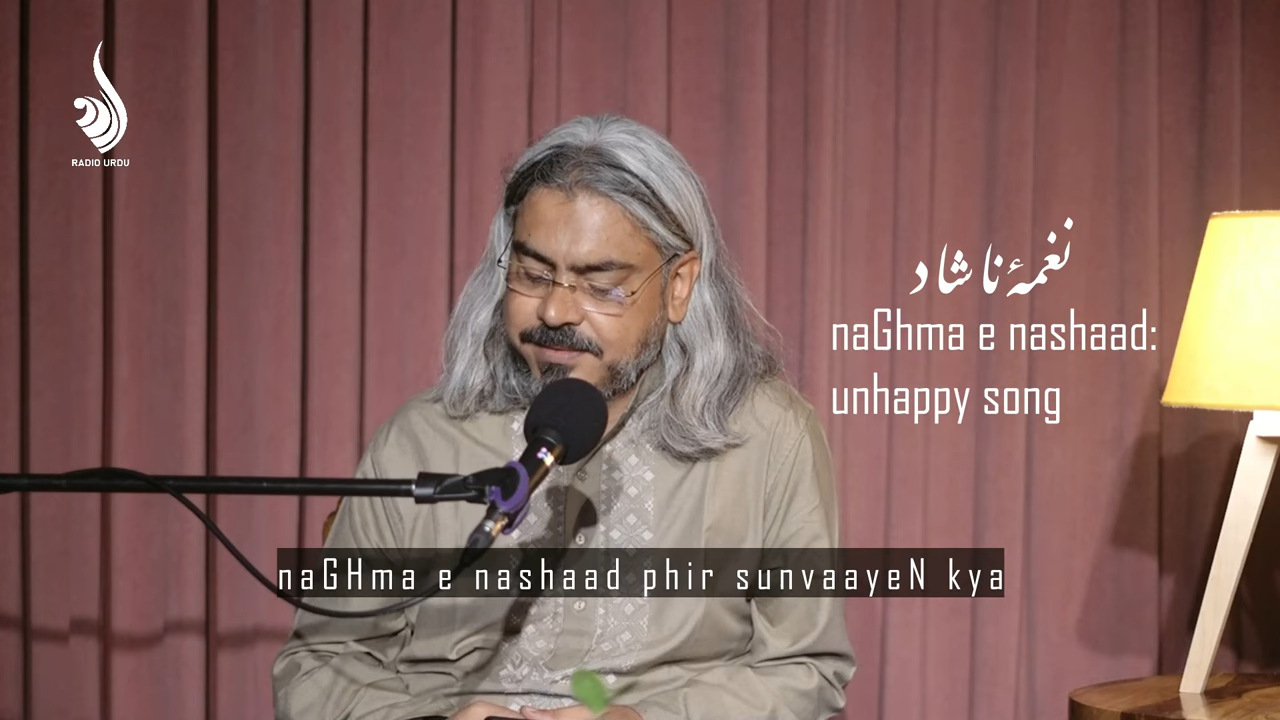 RADIO URDU
نغمۂ ناشاد
naGhma e nashaad:
unhappy song
naGHma e nashaad phir sunvaayeN kya